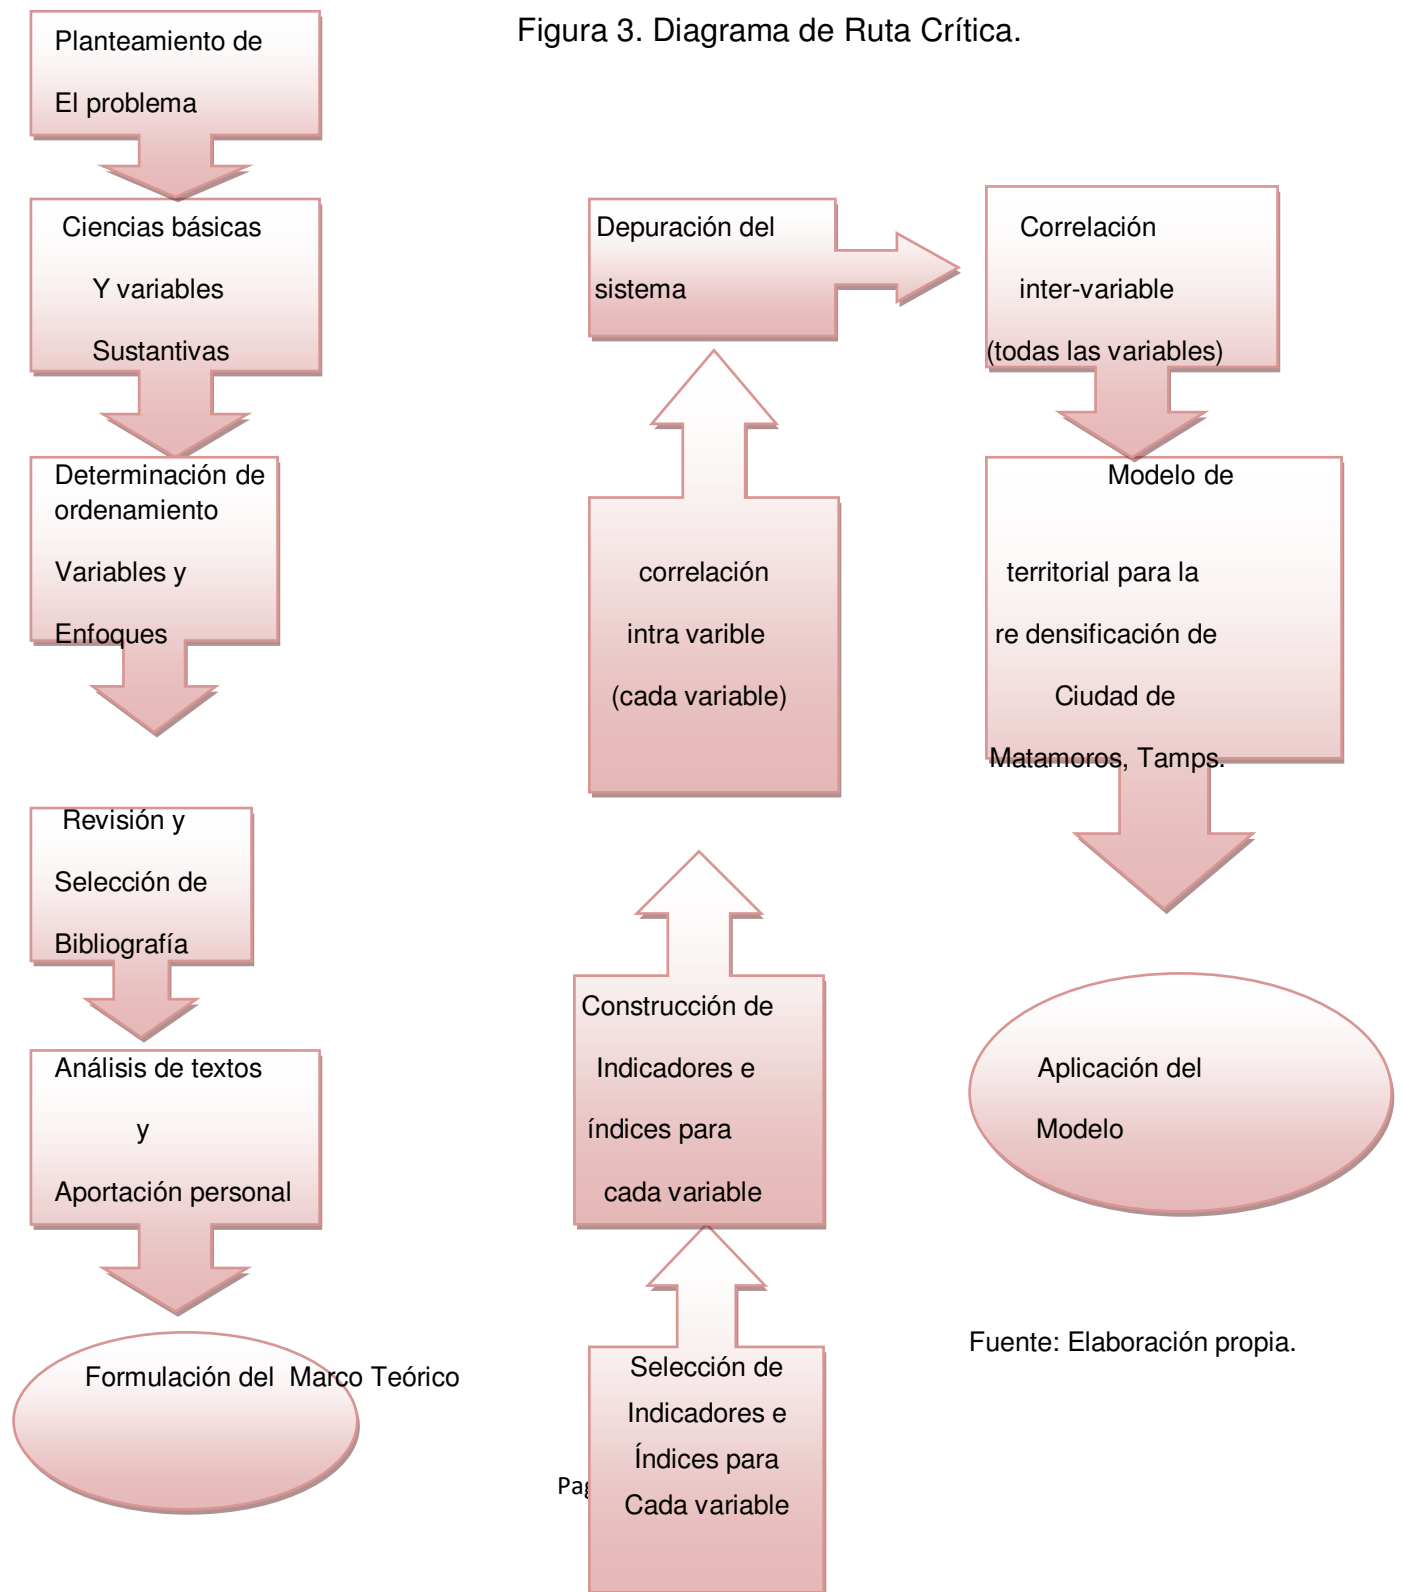 Figura 3. Diagrama de Ruta Crítica.
Planteamiento de
El problema
Ciencias básicas
Y variables
Sustantivas
Determinación de
ordenamiento
Variables y
Enfoques
Revisión y
Selección de
Bibliografía
Análisis de textos
y
Aportación personal
Formulación del Marco Teórico
Selección de
Indicadores e
Índices para
Cada variable
Construcción de
Indicadores e
índices para
cada variable
correlación
intra varible
(cada variable)
Depuración del
sistema
Correlación
inter-variable
(todas las variables)
Modelo de
territorial para la
re densificación de
Ciudad de
Matamoros, Tamps.
Aplicación del
Modelo
Fuente: Elaboración propia.